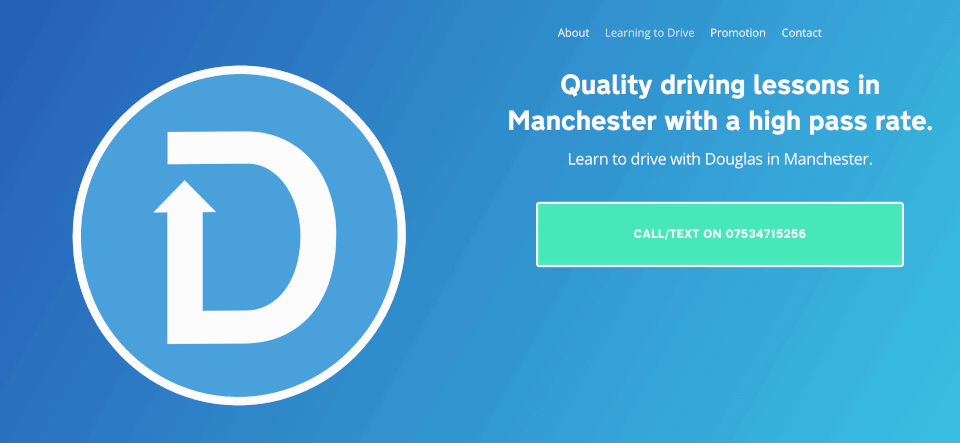 About Learning to Drive Promotion Contact
Quality driving lessons in
Manchester with a high pass rate.
Learn to drive with Douglas in Manchester.
CALL/TEXT ON 07534715256
D